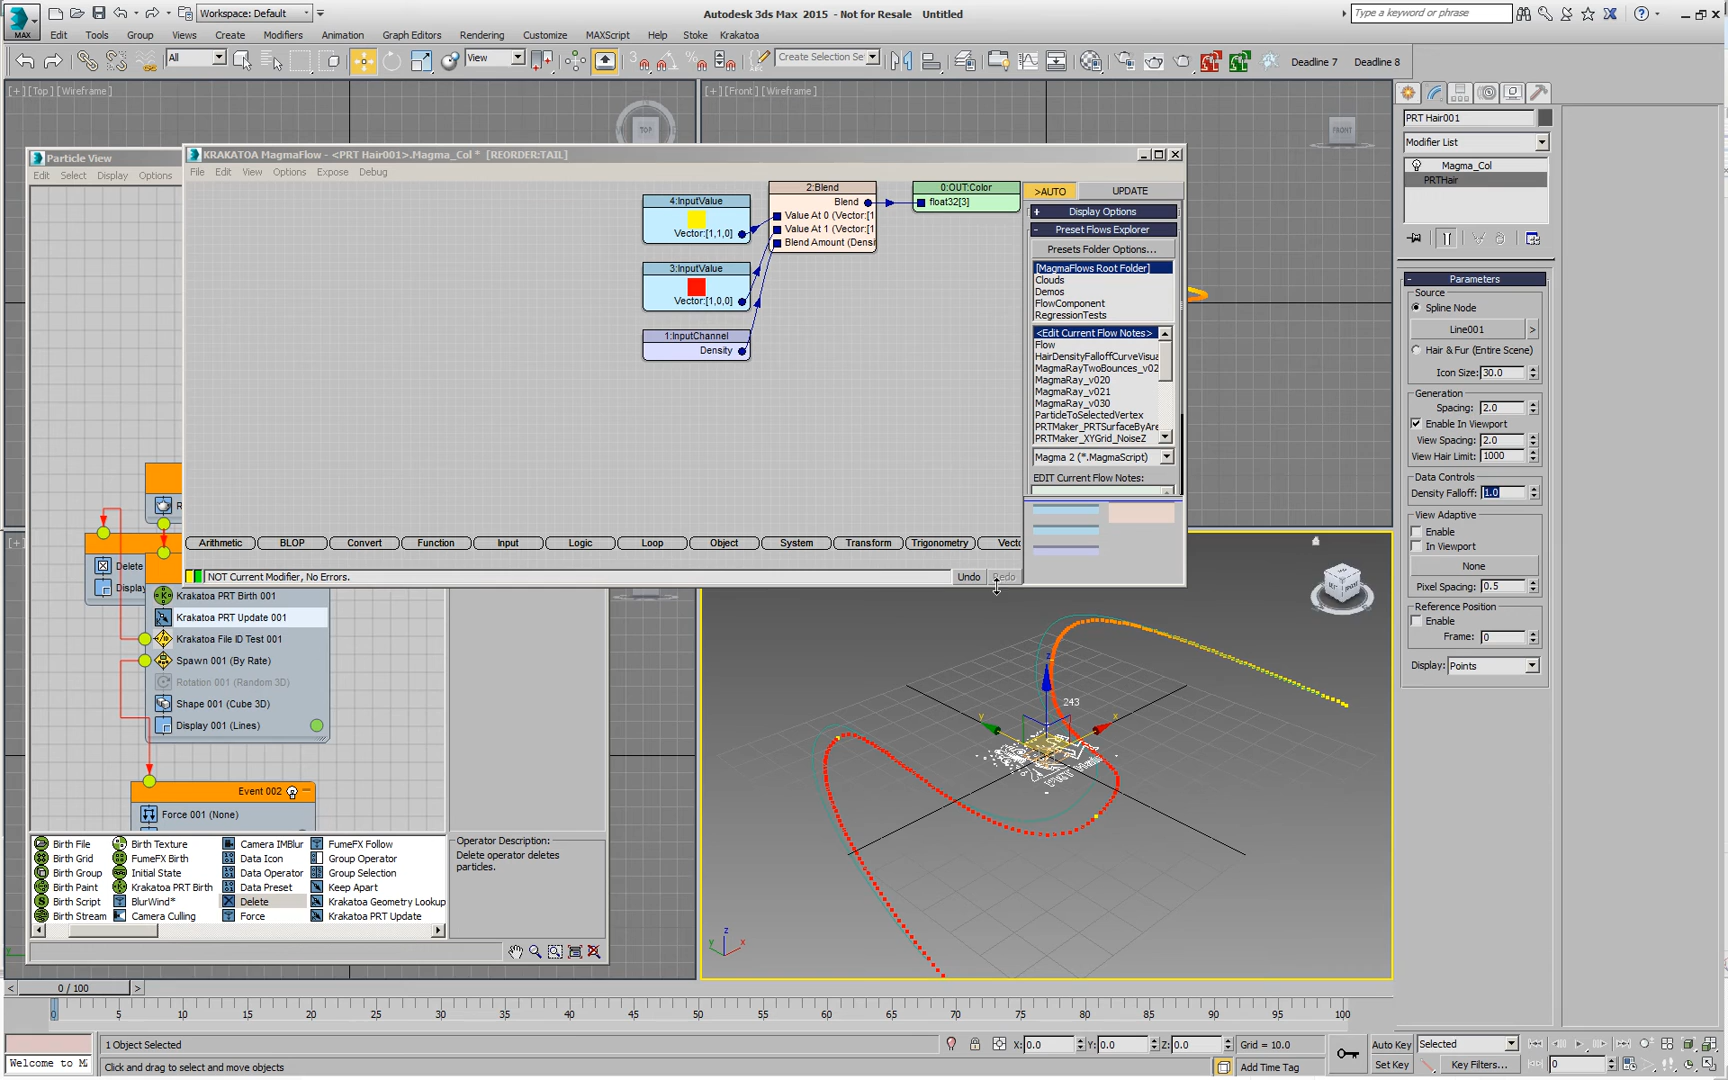 Workspace: Default
Autodesk 3ds Max 2015 - Not for Resale Untitled
Type a keyword or phrase
MAX
Edit Tools Group Views Create Modifiers Animation Graph Editors Rendering Customize MAXScript Help Stoke Krakatoa
All
View
Create Selection Se
Deadline 7 Deadline 8
[+] [Top] [Wireframe]
TOP
[+] [Front] [Wireframe]
FRONT
Particle View
Edit Select Display Options
KRAKATOA MagmaFlow - <PRT Hair001>.Magma_Col * [REORDER:TAIL]
File Edit View Options Expose Debug
4:InputValue
Vector:[1,1,0]
3:InputValue
Vector:[1,0,0]
1:InputChannel
Density
2:Blend
Blend
Value At 0 (Vector:[1
Value At 1 (Vector:[1
Blend Amount (Densi
0:OUT:Color
float32[3]
>AUTO UPDATE
+ Display Options
- Preset Flows Explorer
Presets Folder Options...
[MagmaFlows Root Folder]
Clouds
Demos
FlowComponent
RegressionTests
<Edit Current Flow Notes>
Flow
HairDensityFalloffCurveVisua
MagmaRayTwoBounces_v02
MagmaRay_v020
MagmaRay_v021
MagmaRay_v030
ParticleToSelectedVertex
PRTMaker_PRTSurfaceByAre
PRTMaker_XYGrid_NoiseZ
Magma 2 (*.MagmaScript)
EDIT Current Flow Notes:
Arithmetic BLOP Convert Function Input Logic Loop Object System Transform Trigonometry Vecto
NOT Current Modifier, No Errors.
Undo Redo
R
Delete
Display
Krakatoa PRT Birth 001
Krakatoa PRT Update 001
Krakatoa File ID Test 001
Spawn 001 (By Rate)
Rotation 001 (Random 3D)
Shape 001 (Cube 3D)
Display 001 (Lines)
Event 002
Force 001 (None)
Birth File Birth Texture Camera IMBlur FumeFX Follow
Birth Grid FumeFX Birth Data Icon Group Operator
Birth Group Initial State Data Operator Group Selection
Birth Paint Krakatoa PRT Birth Data Preset Keep Apart
Birth Script BlurWind* Delete Krakatoa Geometry Lookup
Birth Stream Camera Culling Force Krakatoa PRT Update
Operator Description:
Delete operator deletes
particles.
243
z
y
x
z
y
x
PRT Hair001
Modifier List
Magma_Col
PRTHair
- Parameters
Source
Spline Node
Line001 >
Hair & Fur (Entire Scene)
Icon Size: 30.0
Generation
Spacing: 2.0
Enable In Viewport
View Spacing: 2.0
View Hair Limit: 1000
Data Controls
Density Falloff: 1.0
View Adaptive
Enable
In Viewport
None
Pixel Spacing: 0.5
Reference Position
Enable
Frame: 0
Display: Points
< 0 / 100 >
0 5 10 15 20 25 30 35 40 45 50 55 60 65 70 75 80 85 90 95 100
1 Object Selected
X: 0.0 Y: 0.0 Z: 0.0 Grid = 10.0
Auto Key Selected
Welcome to M
Click and drag to select and move objects
Add Time Tag
Set Key Key Filters... 0